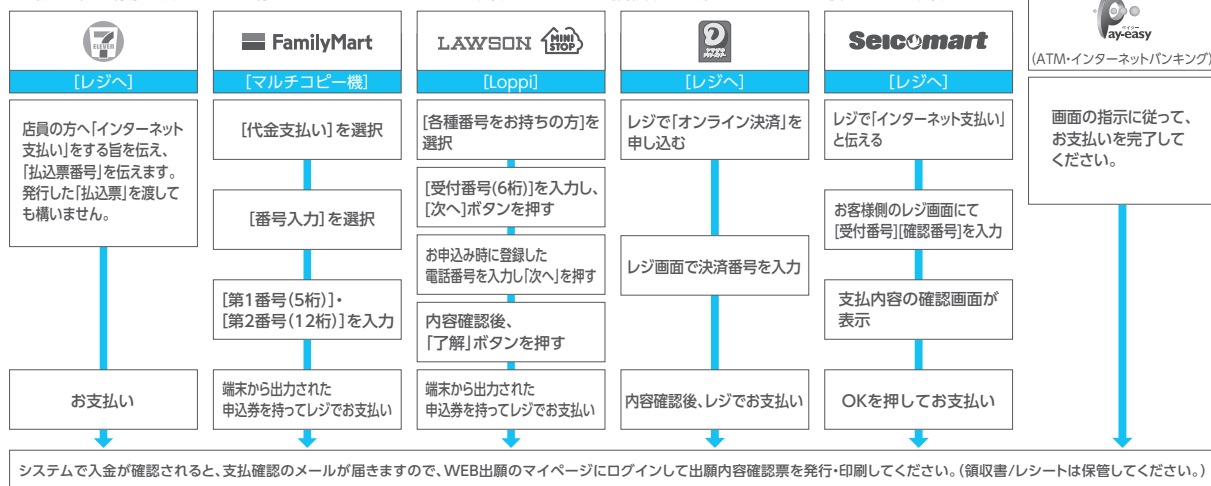 7
ELEVEN
FamilyMart
LAWSON
MINI
STOP
Seicomart
ペイジー
Pay-easy
(ATM・インターネットバンキング)
[レジへ]
[マルチコピー機]
[Loppi]
[レジへ]
[レジへ]
店員の方へ「インターネット
支払い」をする旨を伝え、
「払込票番号」を伝えます。
発行した「払込票」を渡して
も構いません。
お支払い
[代金支払い]を選択
[番号入力]を選択
[第1番号(5桁)]・
[第2番号(12桁)]を入力
端末から出力された
申込券を持ってレジでお支払い
[各種番号をお持ちの方]を
選択
[受付番号(6桁)]を入力し、
[次へ]ボタンを押す
お申込み時に登録した
電話番号を入力し「次へ」を押す
内容確認後、
「了解」ボタンを押す
端末から出力された
申込券を持ってレジでお支払い
レジで「オンライン決済」を
申し込む
レジ画面で決済番号を入力
内容確認後、レジでお支払い
レジで「インターネット支払い」
と伝える
お客様側のレジ画面にて
[受付番号][確認番号]を入力
支払内容の確認画面が
表示
OKを押してお支払い
画面の指示に従って、
お支払いを完了して
ください。
システムで入金が確認されると、支払確認のメールが届きますので、WEB出願のマイページにログインして出願内容確認票を発行・印刷してください。(領収書/レシートは保管してください。)